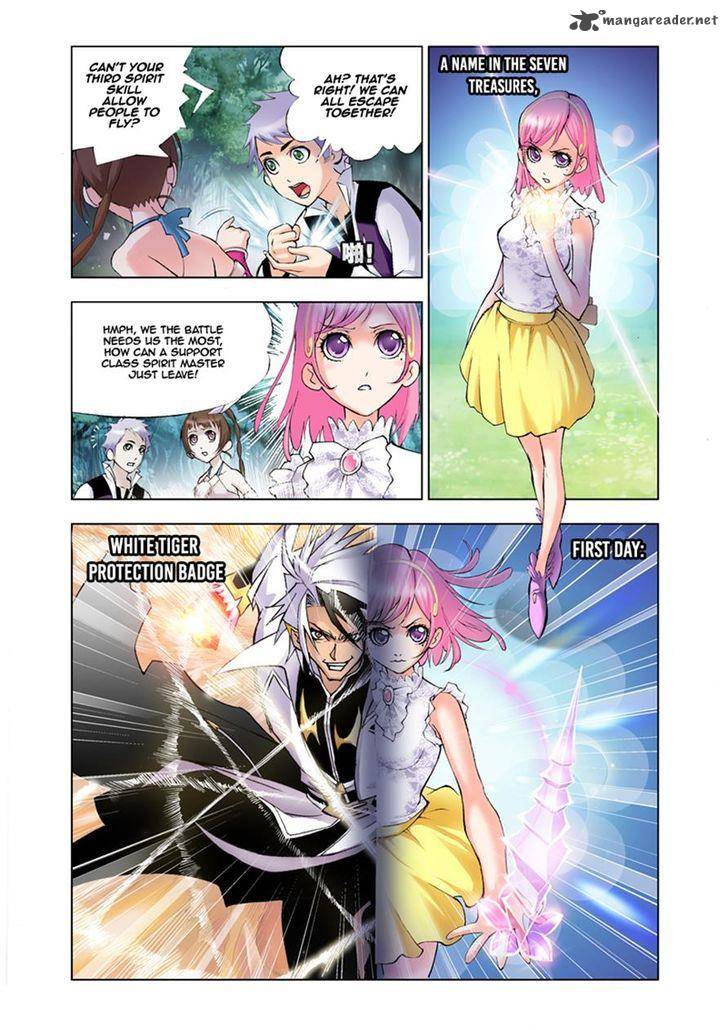 mangareader.net
CAN'T YOUR
THIRD SPIRIT
SKILL
ALLOW
PEOPLE TO
FLY?
AH? THAT'S
RIGHT! WE CAN
ALL ESCAPE
TOGETHER!
啪!
A NAME IN THE SEVEN
TREASURES,
HMPH, WE THE BATTLE
NEEDS US THE MOST,
HOW CAN A SUPPORT
CLASS SPIRIT MASTER
JUST LEAVE!
WHITE TIGER
PROTECTION BADGE
FIRST DAY: